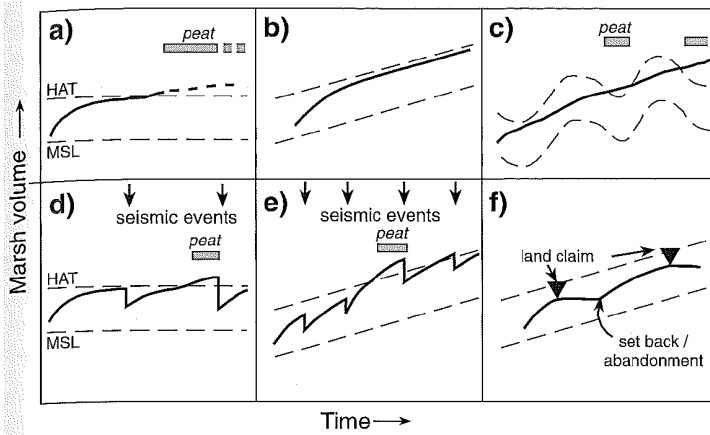 a)
peat
HAT
MSL
b)
c)
peat
d)
seismic events
peat
HAT
MSL
e)
seismic events
peat
f)
land claim
set back /
abandonment
Marsh volume
Time